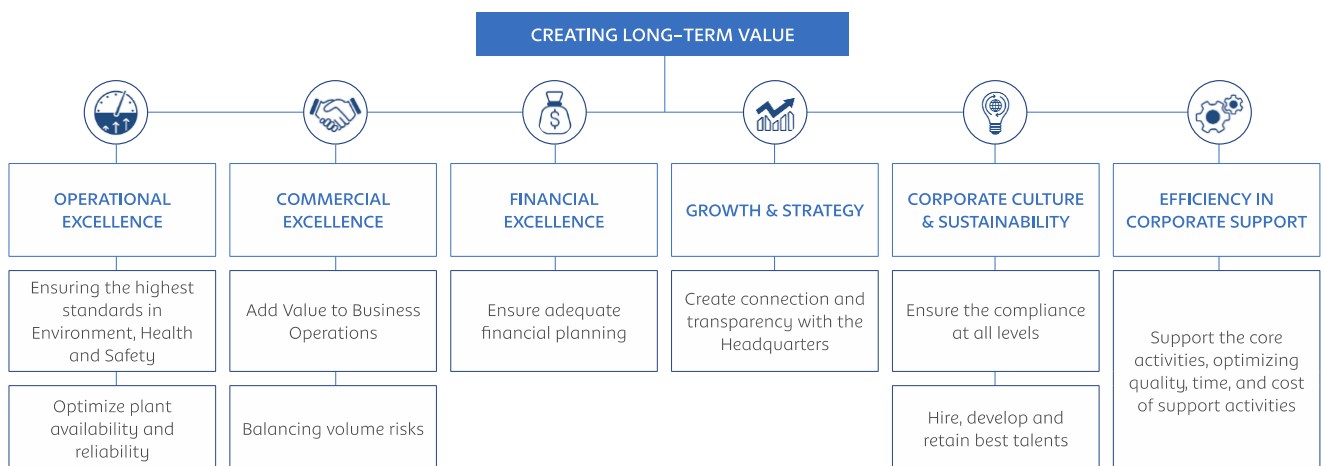 CREATING LONG-TERM VALUE
$
OPERATIONAL
EXCELLENCE
COMMERCIAL
EXCELLENCE
FINANCIAL
EXCELLENCE
GROWTH & STRATEGY
CORPORATE CULTURE
& SUSTAINABILITY
EFFICIENCY IN
CORPORATE SUPPORT
Ensuring the highest
standards in
Environment, Health
and Safety
Add Value to Business
Operations
Ensure adequate
financial planning
Create connection and
transparency with the
Headquarters
Ensure the compliance
at all levels
Support the core
activities, optimizing
quality, time, and cost
of support activities
Optimize plant
availability and
reliability
Balancing volume risks
Hire, develop and
retain best talents